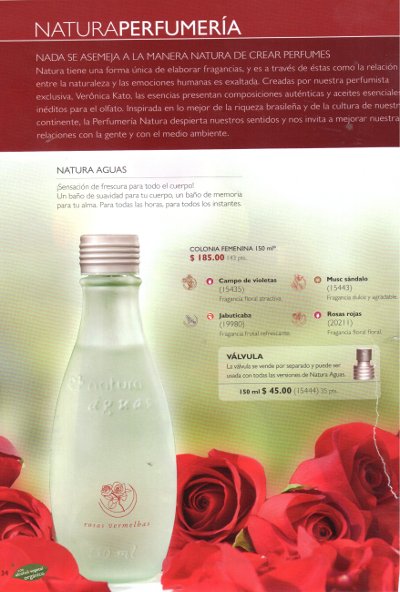 NATURAPERFUMERÍA
NADA SE ASEMEJA A LA MANERA NATURA DE CREAR PERFUMES
Natura tiene una forma única de elaborar fragancias, y es a través de éstas como la relación
entre la naturaleza y las emociones humanas es exaltada. Creadas por nuestra perfumista
exclusiva, Verônica Kato, las esencias presentan composiciones auténticas y aceites esenciales
inéditos para el olfato. Inspirada en lo mejor de la riqueza brasileña y de la cultura de nuestro
continente, la Perfumería Natura despierta nuestros sentidos y nos invita a mejorar nuestras
relaciones con la gente y con el medio ambiente.
NATURA AGUAS
¡Sensación de frescura para todo el cuerpo!
Un baño de suavidad para tu cuerpo, un baño de memoria
para tu alma. Para todas las horas, para todos los instantes.
COLONIA FEMENINA 150 ml*
$ 185.00 143 pts.
Campo de violetas
(15435)
Fragancia floral atractiva.
Musc sándalo
(15443)
Fragancia dulce y agradable.
Jabuticaba
(19980)
Fragancia frutal refrescante.
Rosas rojas
(20211)
Fragancia floral floral.
VÁLVULA
La válvula se vende por separado y puede ser
usada con todas las versiones de Natura Aguas.
150 ml $ 45.00 (15444) 35 pts.
natura
águas
rosas vermelhas
150 ml
34
con
alcohol vegetal
orgánico